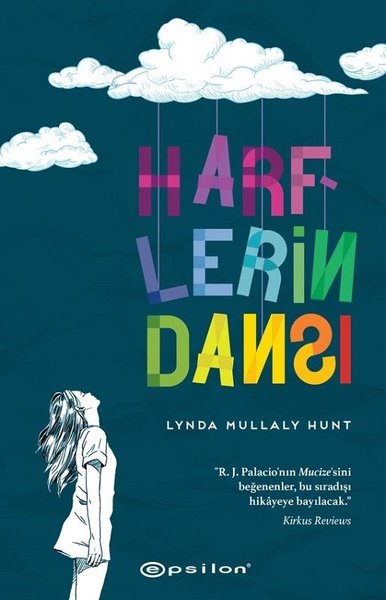 HARF-
LERİN
DANSI
LYNDA MULLALY HUNT
"R. J. Palacio'nın Mucize'sini
beğenenler, bu sıradışı
hikâyeye bayılacak."
Kirkus Reviews
epsilon®